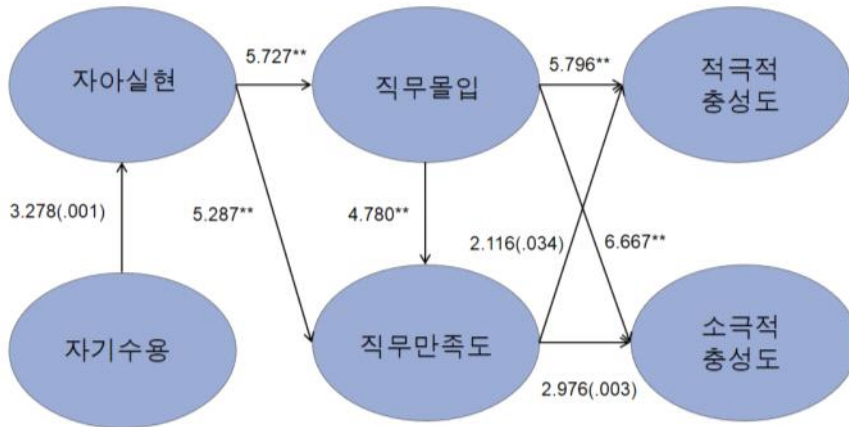 5.727**
5.796**
자아실현
직무몰입
적극적
충성도
3.278(.001)
5.287**
4.780**
2.116(.034)
6.667**
자기수용
직무만족도
소극적
충성도
2.976(.003)